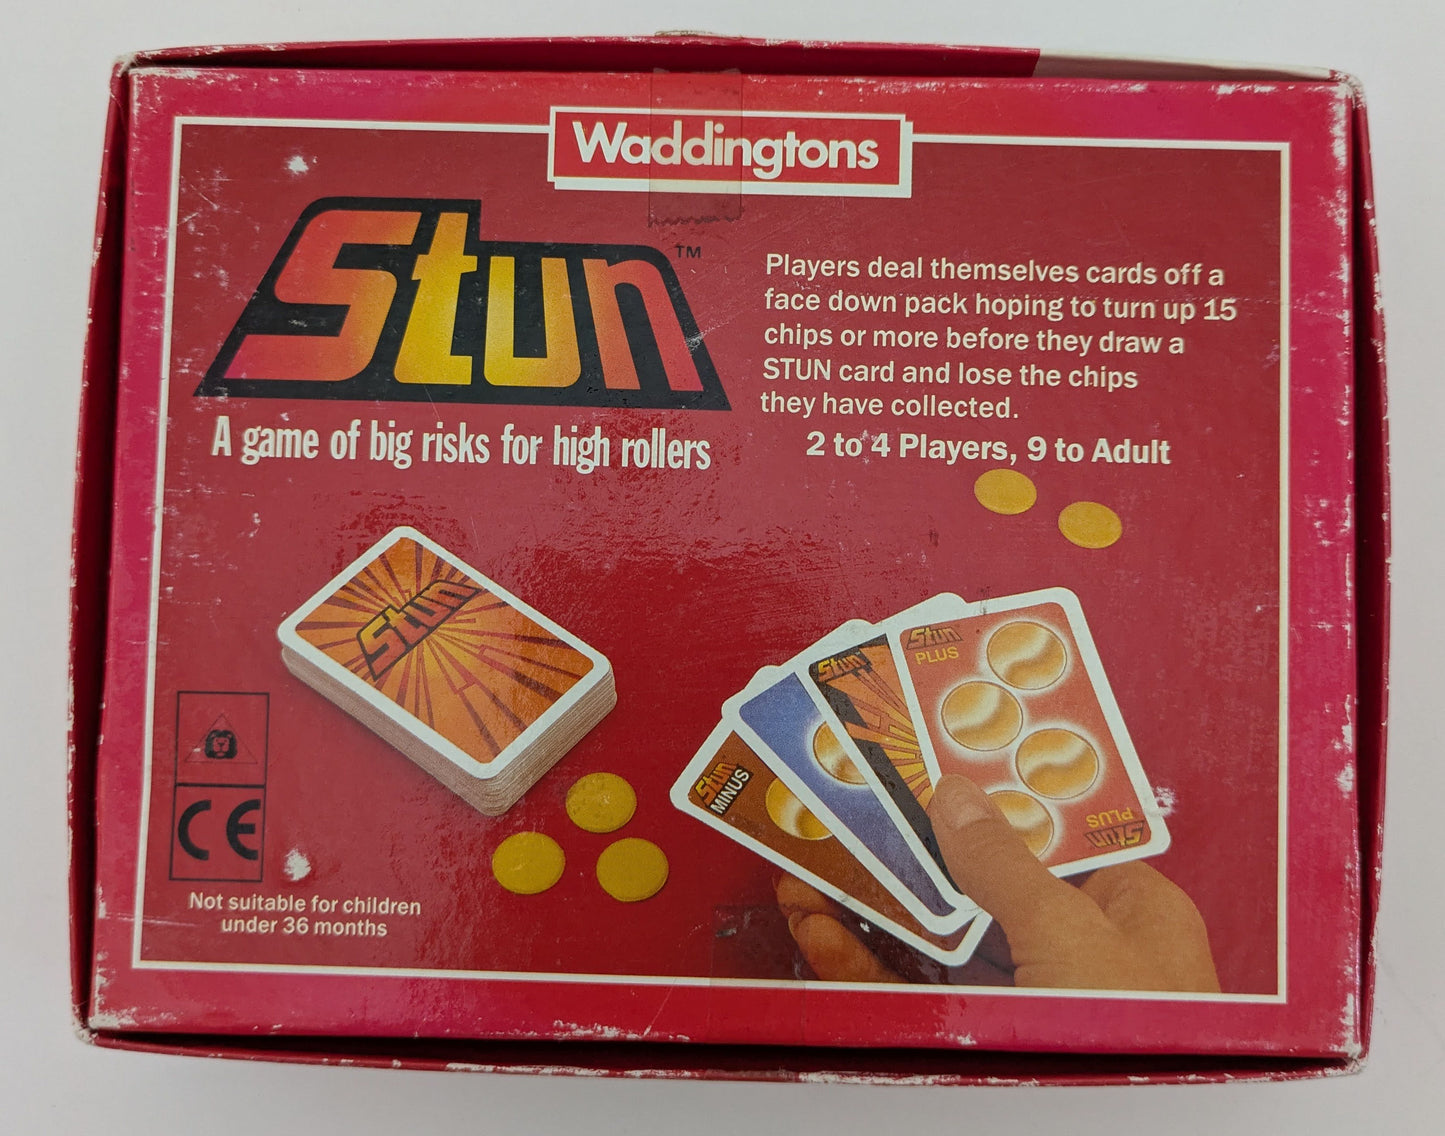 Waddingtons
Stun™
A game of big risks for high rollers
Players deal themselves cards off a
face down pack hoping to turn up 15
chips or more before they draw a
STUN card and lose the chips
they have collected.
2 to 4 Players, 9 to Adult
Stun
Stun
PLUS
Stun
Stun
MINUS
Stun
PLUS
CE
Not suitable for children
under 36 months